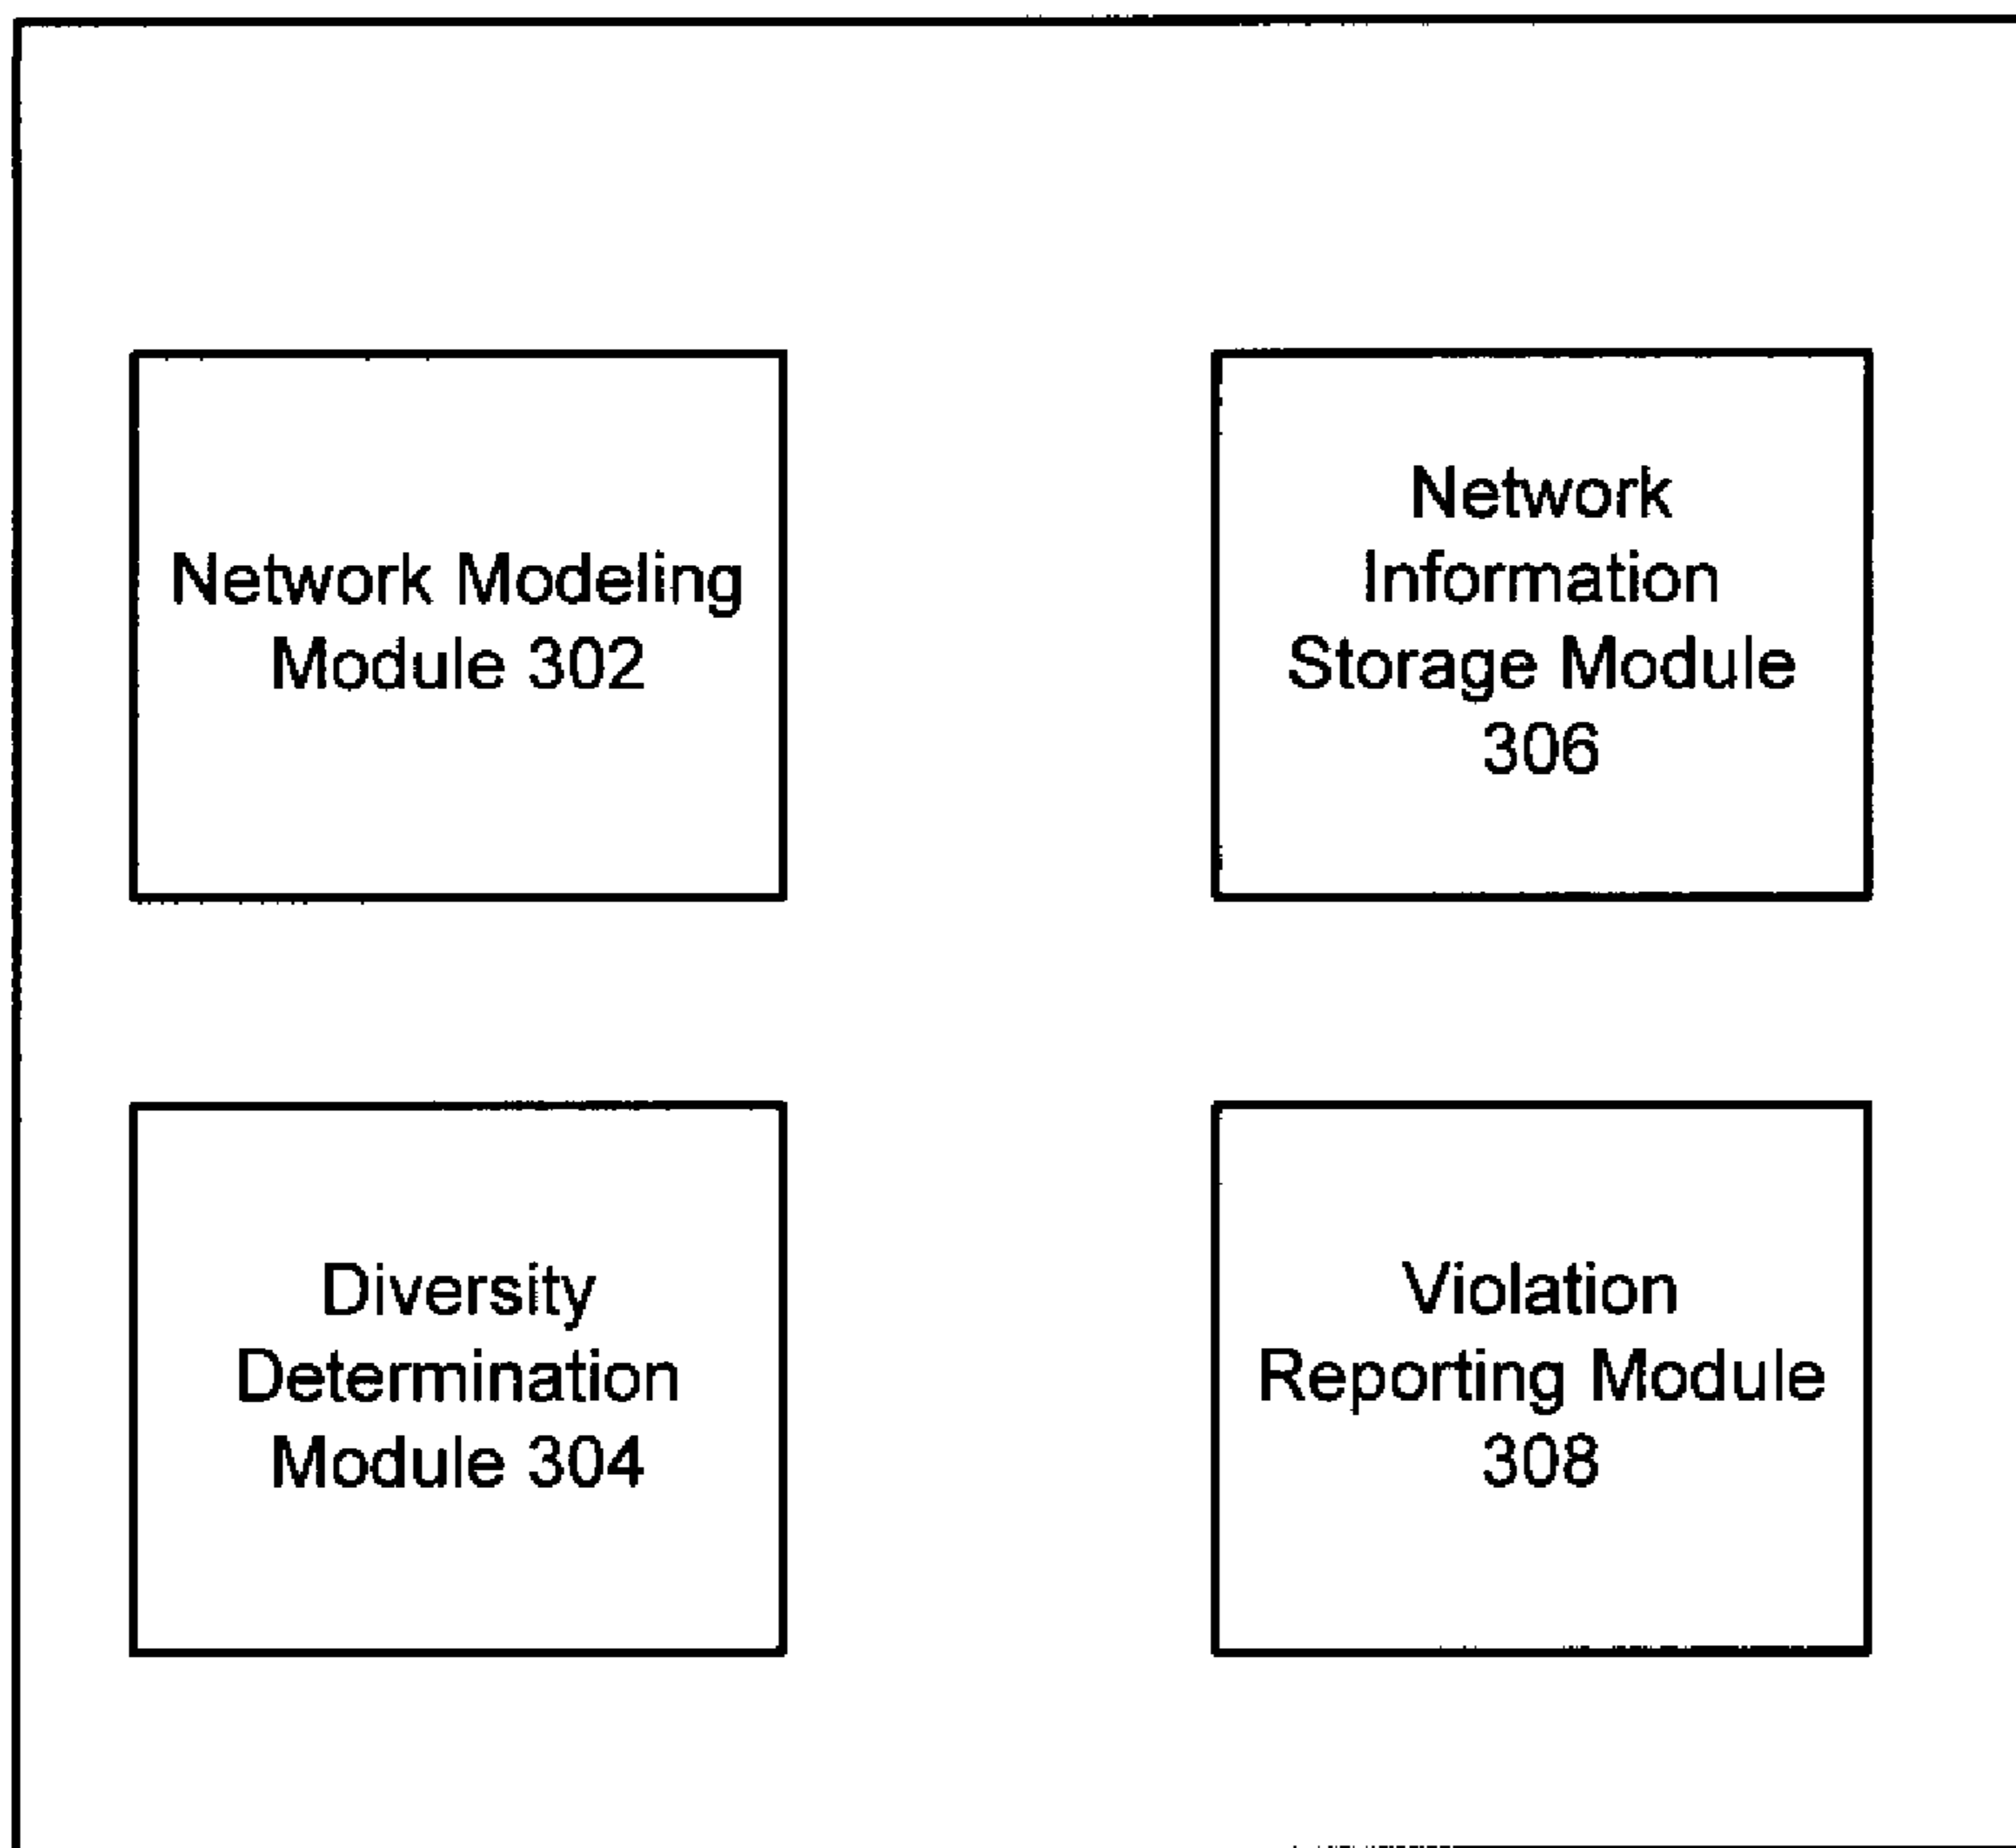 Network Modeling
Module 302
Network
Information
Storage Module
306
Diversity
Determination
Module 304
Violation
Reporting Module
308